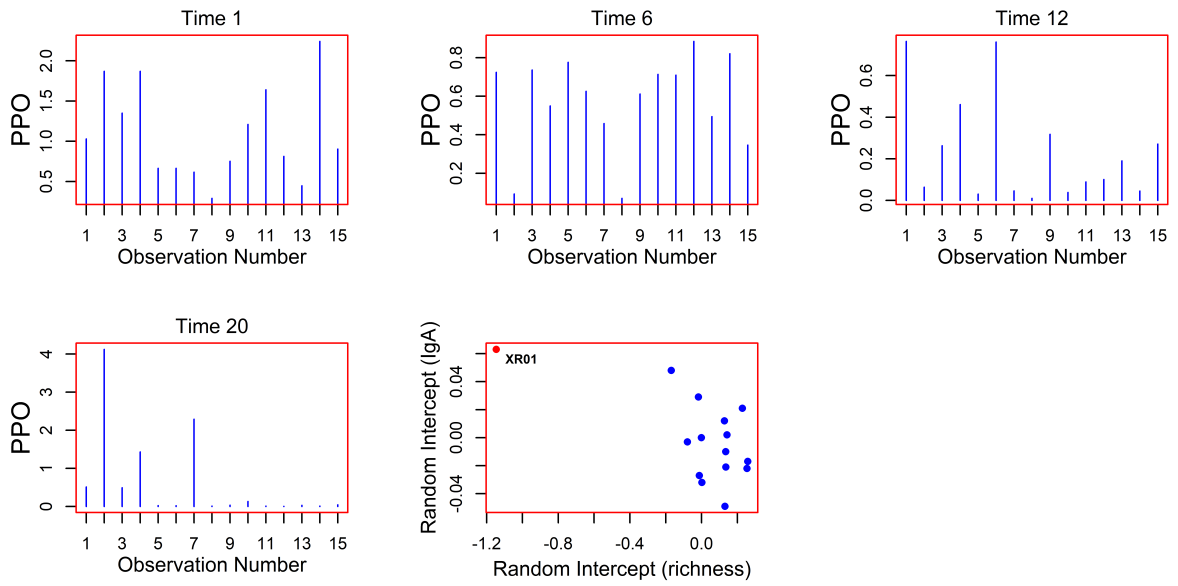 Time 1
PPO
0.5 1.0 1.5 2.0
1 3 5 7 9 11 13 15
Observation Number
Time 6
PPO
0.2 0.4 0.6 0.8
1 3 5 7 9 11 13 15
Observation Number
Time 12
PPO
0.0 0.2 0.4 0.6
1 3 5 7 9 11 13 15
Observation Number
Time 20
PPO
0 1 2 3 4
1 3 5 7 9 11 13 15
Observation Number
Random Intercept (IgA)
-0.04 0.00 0.04
XR01
-1.2 -0.8 -0.4 0.0
Random Intercept (richness)